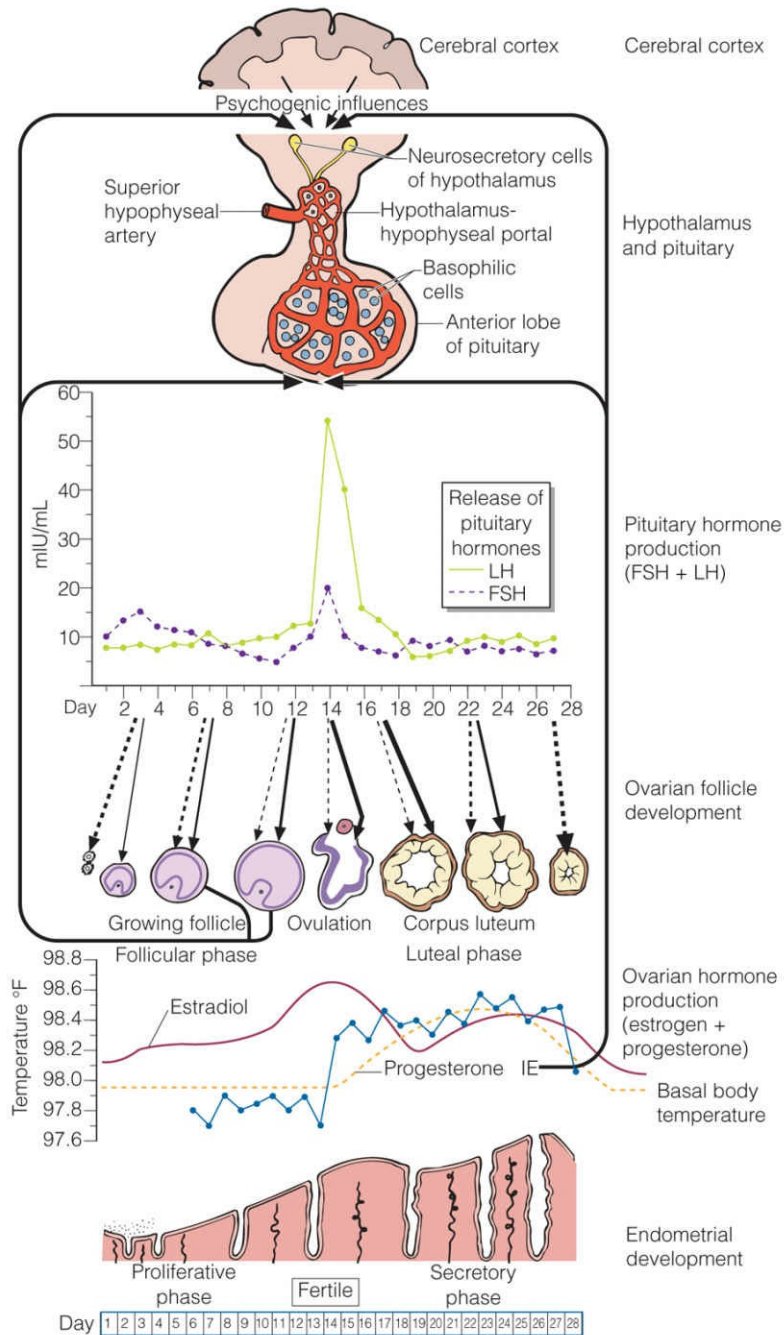 Cerebral cortex
Cerebral cortex
Psychogenic influences
Neurosecretory cells
of hypothalamus
Superior
hypophyseal
artery
Hypothalamus-
hypophyseal portal
Hypothalamus
and pituitary
Basophilic
cells
Anterior lobe
of pituitary
60
50
40
30
20
10
mIU/mL
Release of
pituitary
hormones
LH
FSH
Pituitary hormone
production
(FSH + LH)
Day 2 4 6 8 10 12 14 16 18 20 22 24 26 28
Ovarian follicle
development
Growing follicle
Ovulation
Corpus luteum
Follicular phase
Luteal phase
98.8
98.6
98.4
98.2
98.0
97.8
97.6
Temperature °F
Estradiol
Progesterone
IE
Ovarian hormone
production
(estrogen +
progesterone)
Basal body
temperature
Endometrial
development
Proliferative
phase
Fertile
Secretory
phase
Day 1 2 3 4 5 6 7 8 9 10 11 12 13 14 15 16 17 18 19 20 21 22 23 24 25 26 27 28